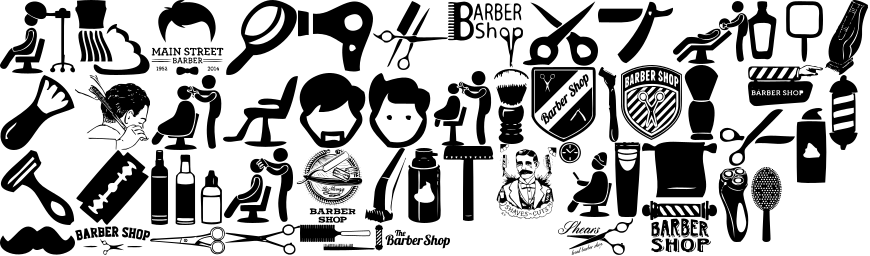 BARBER
Shop
MAIN STREET
BARBER
1962 2014
Barber Shop
BARBER SHOP
BARBER SHOP
BARBER
SHOP
SHAVES
CUTS
BARBER SHOP
The
Barber Shop
Shears
BARBER
SHOP